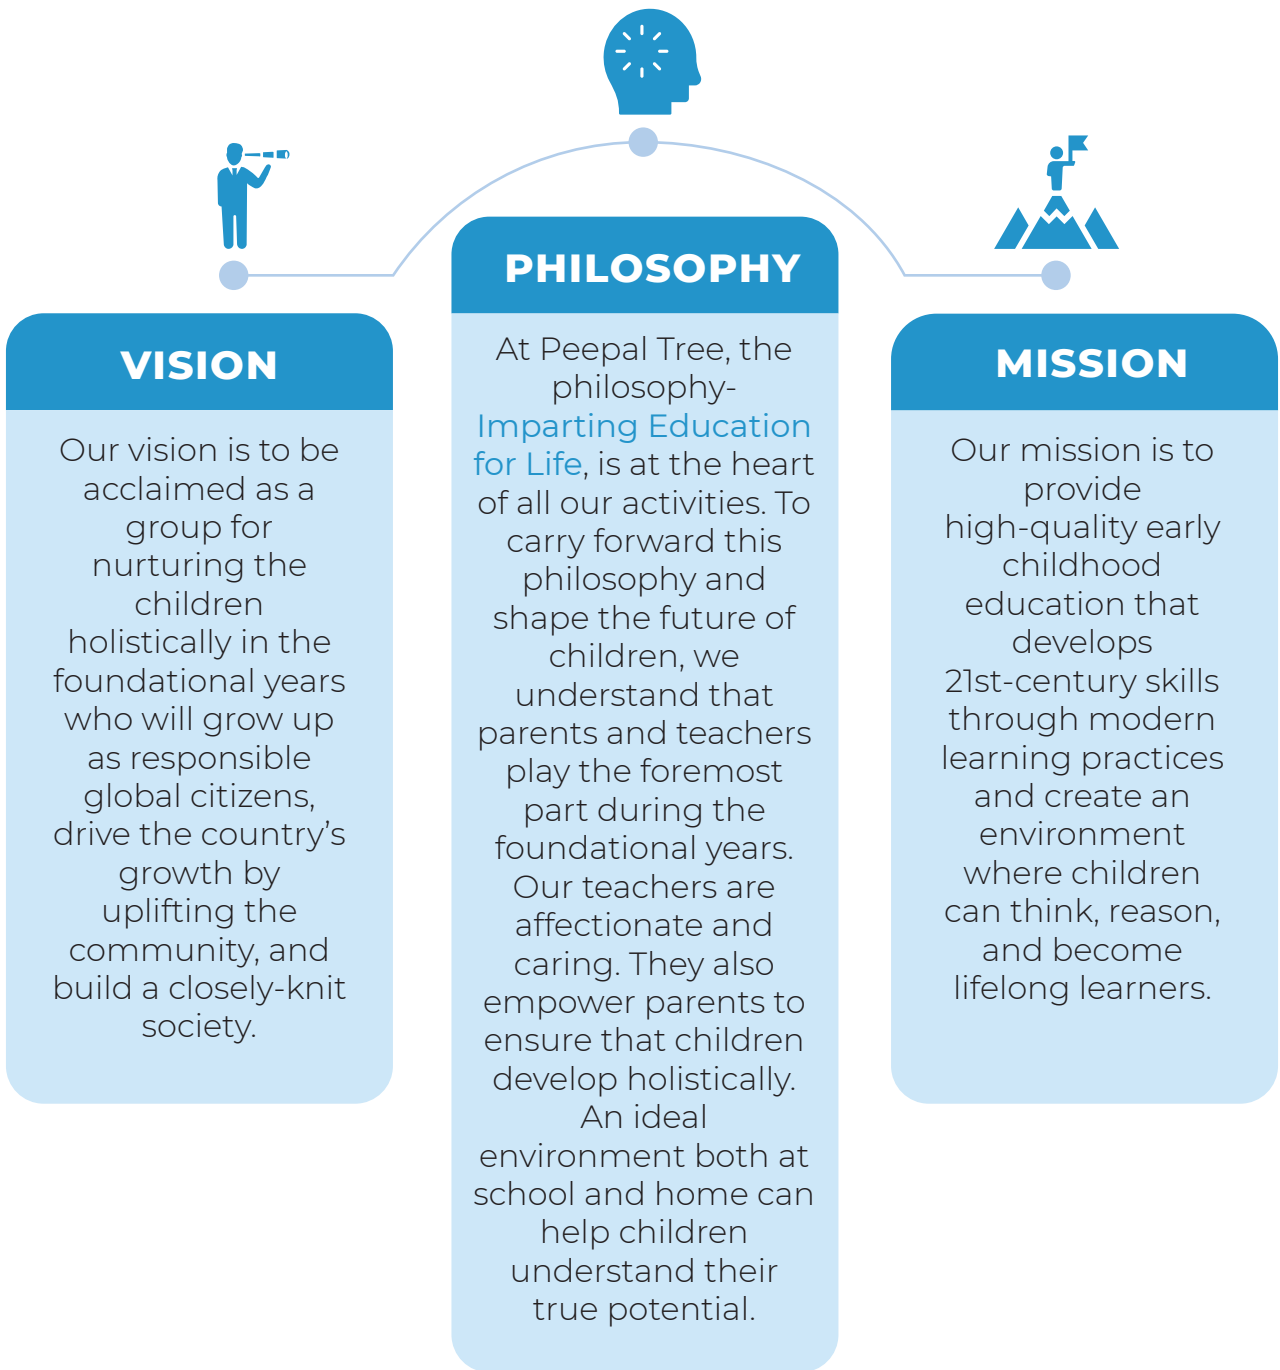 VISION
Our vision is to be
acclaimed as a
group for
nurturing the
children
holistically in the
foundational years
who will grow up
as responsible
global citizens,
drive the country’s
growth by
uplifting the
community, and
build a closely-knit
society.
PHILOSOPHY
At Peepal Tree, the
philosophy-
Imparting Education
for Life, is at the heart
of all our activities. To
carry forward this
philosophy and
shape the future of
children, we
understand that
parents and teachers
play the foremost
part during the
foundational years.
Our teachers are
affectionate and
caring. They also
empower parents to
ensure that children
develop holistically.
An ideal
environment both at
school and home can
help children
understand their
true potential.
MISSION
Our mission is to
provide
high-quality early
childhood
education that
develops
21st-century skills
through modern
learning practices
and create an
environment
where children
can think, reason,
and become
lifelong learners.